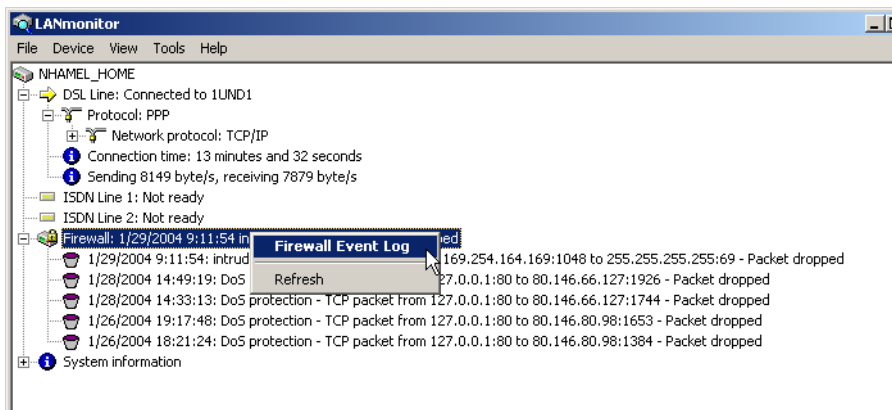 LANmonitor
File Device View Tools Help
NHAMEL_HOME
DSL Line: Connected to 1UND1
Protocol: PPP
Network protocol: TCP/IP
Connection time: 13 minutes and 32 seconds
Sending 8149 byte/s, receiving 7879 byte/s
ISDN Line 1: Not ready
ISDN Line 2: Not ready
Firewall: 1/29/2004 9:11:54 in
Firewall Event Log
1/29/2004 9:11:54: intrud 169.254.164.169:1048 to 255.255.255.255:69 - Packet dropped
1/28/2004 14:49:19: DoS Refresh 27.0.0.1:80 to 80.146.66.127:1926 - Packet dropped
1/28/2004 14:33:13: DoS protection - TCP packet from 127.0.0.1:80 to 80.146.66.127:1744 - Packet dropped
1/26/2004 19:17:48: DoS protection - TCP packet from 127.0.0.1:80 to 80.146.80.98:1653 - Packet dropped
1/26/2004 18:21:24: DoS protection - TCP packet from 127.0.0.1:80 to 80.146.80.98:1384 - Packet dropped
System information